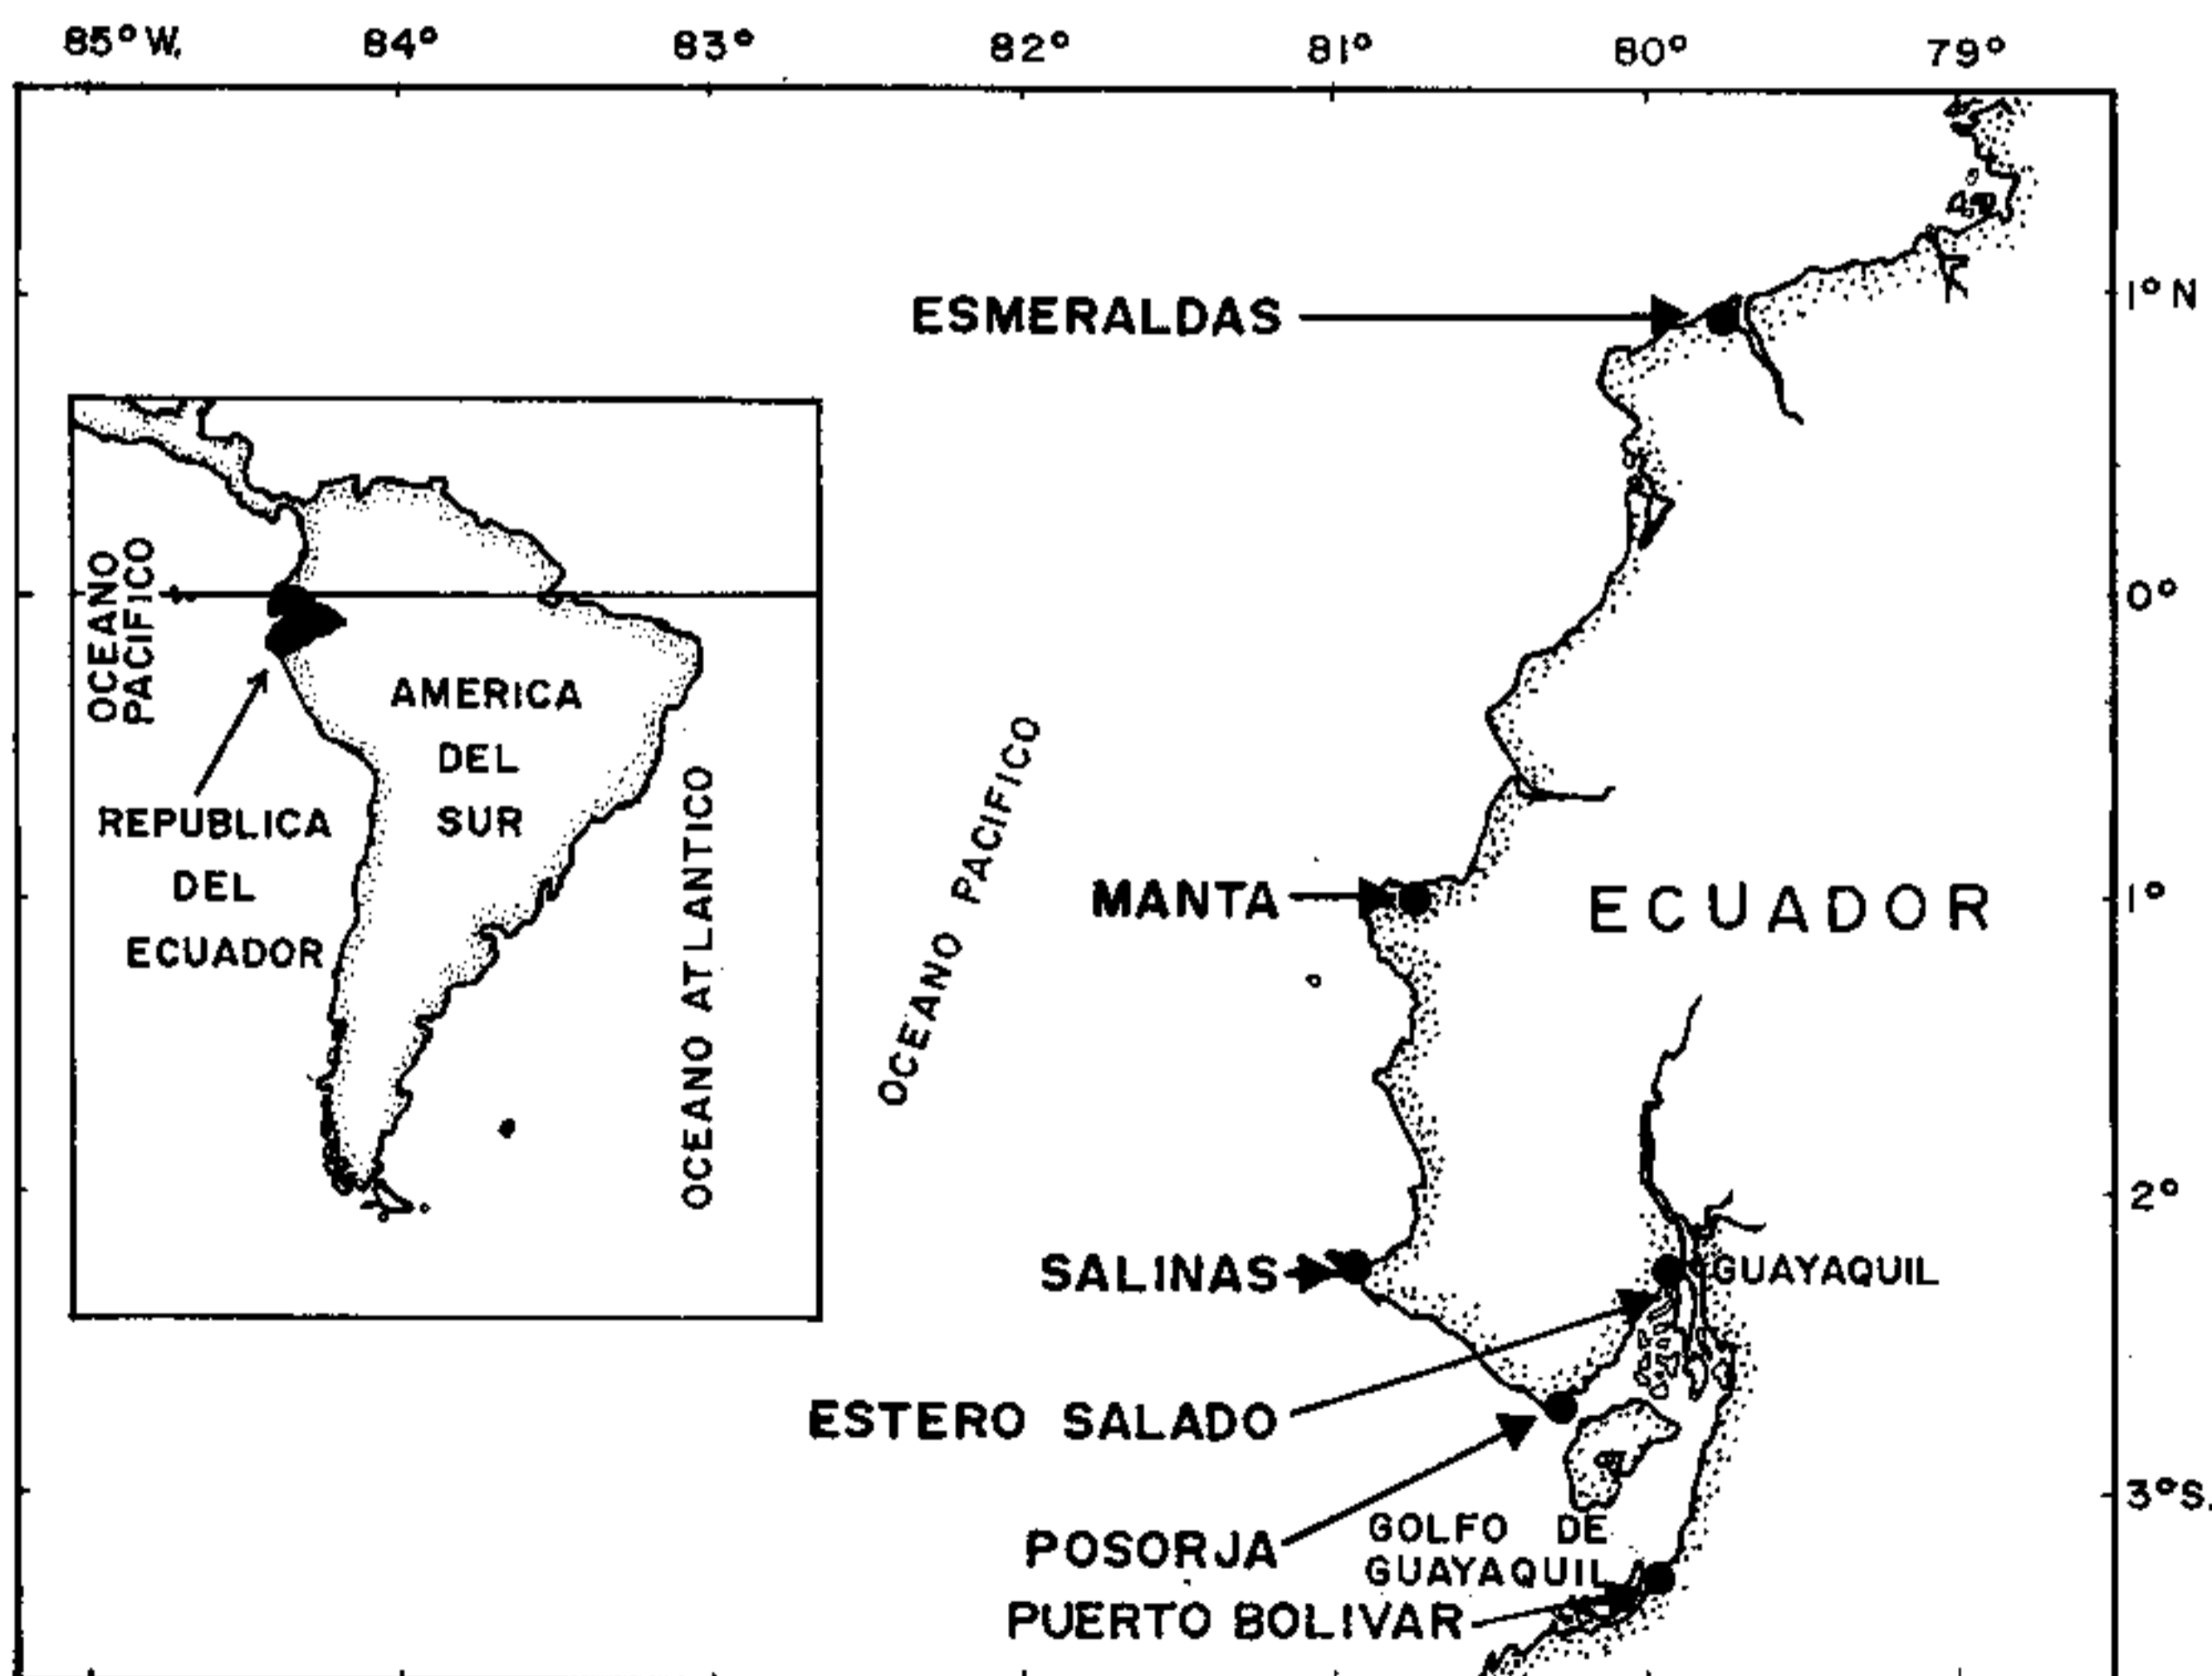 85°W.
84°
83°
82°
81°
80°
79°
ESMERALDAS
1°N
0°
OCEANO
PACIFICO
AMERICA
DEL
SUR
REPUBLICA
DEL
ECUADOR
OCEANO ATLANTICO
OCEANO PACIFICO
MANTA
ECUADOR
1°
2°
SALINAS
GUAYAQUIL
ESTERO SALADO
3°S.
POSORJA
GOLFO DE
GUAYAQUIL
PUERTO BOLIVAR